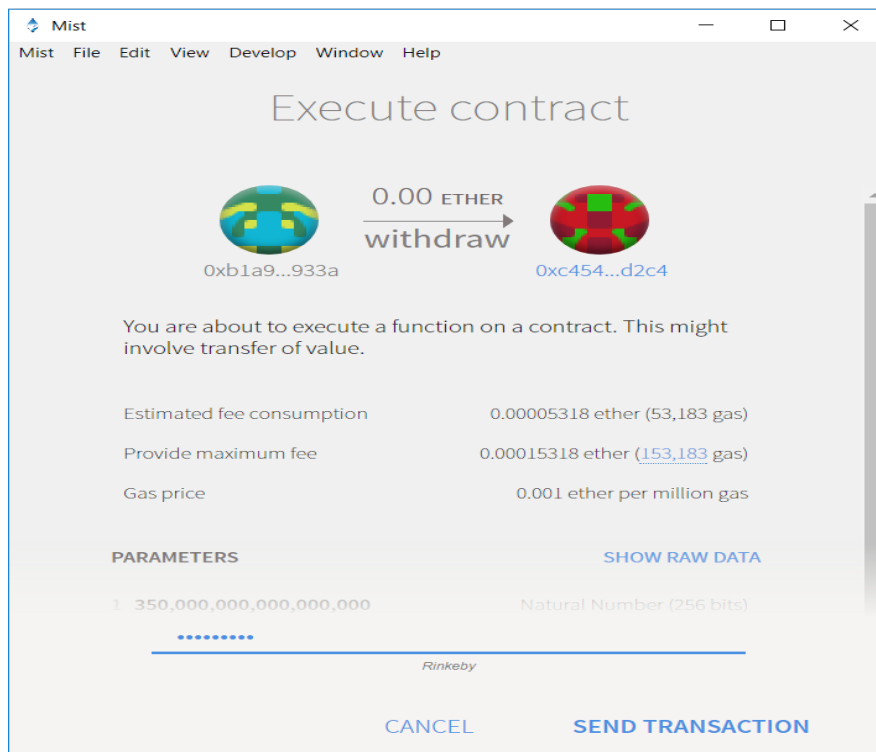 Mist
Mist File Edit View Develop Window Help
Execute contract
0.00 ETHER
withdraw
0xb1a9...933a 0xc454...d2c4
You are about to execute a function on a contract. This might
involve transfer of value.
Estimated fee consumption 0.00005318 ether (53,183 gas)
Provide maximum fee 0.00015318 ether (153,183 gas)
Gas price 0.001 ether per million gas
PARAMETERS SHOW RAW DATA
1. 350,000,000,000,000,000 Natural Number (256 bits)
•••••••••
Rinkeby
CANCEL SEND TRANSACTION